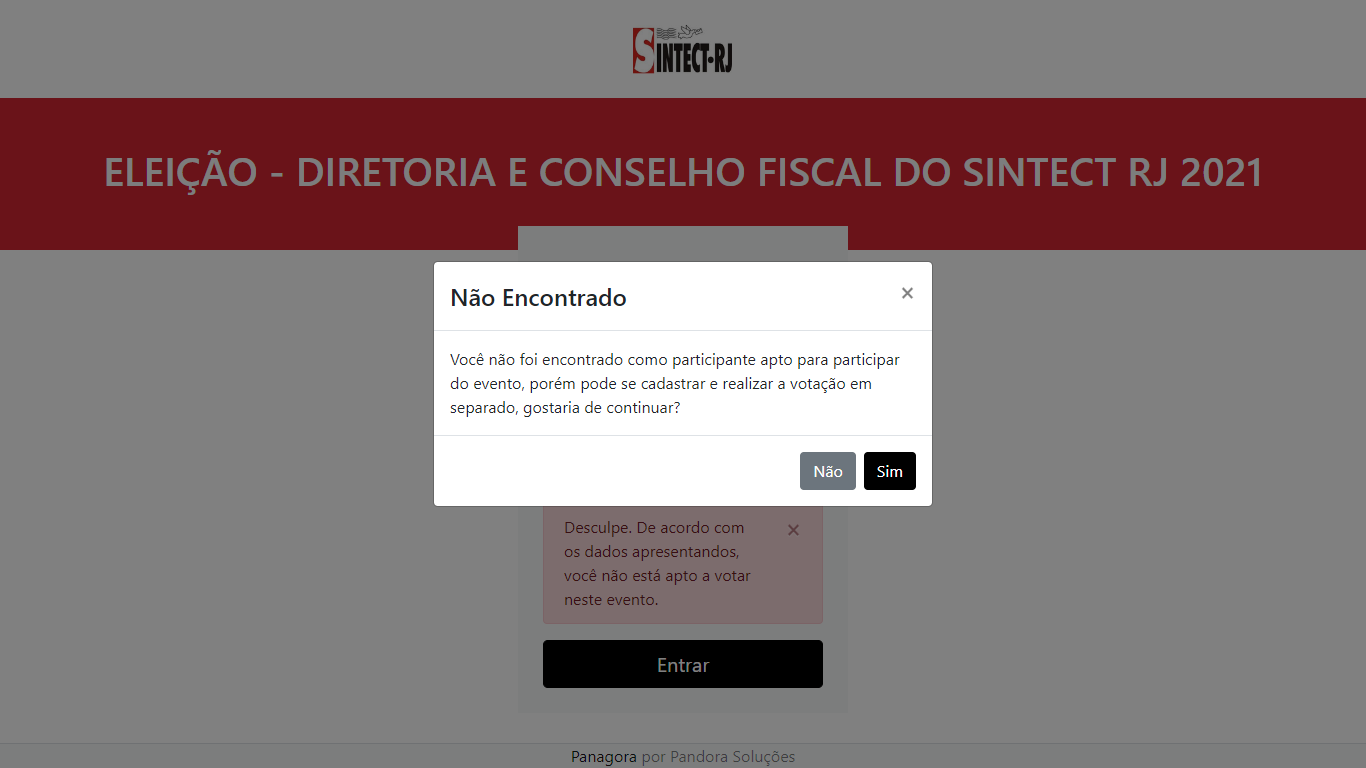 SINTECT-RJ
ELEIÇÃO - DIRETORIA E CONSELHO FISCAL DO SINTECT RJ 2021
Não Encontrado
×
Você não foi encontrado como participante apto para participar
do evento, porém pode se cadastrar e realizar a votação em
separado, gostaria de continuar?
Não Sim
Desculpe. De acordo com ×
os dados apresentandos,
você não está apto a votar
neste evento.
Entrar
Panagora por Pandora Soluções